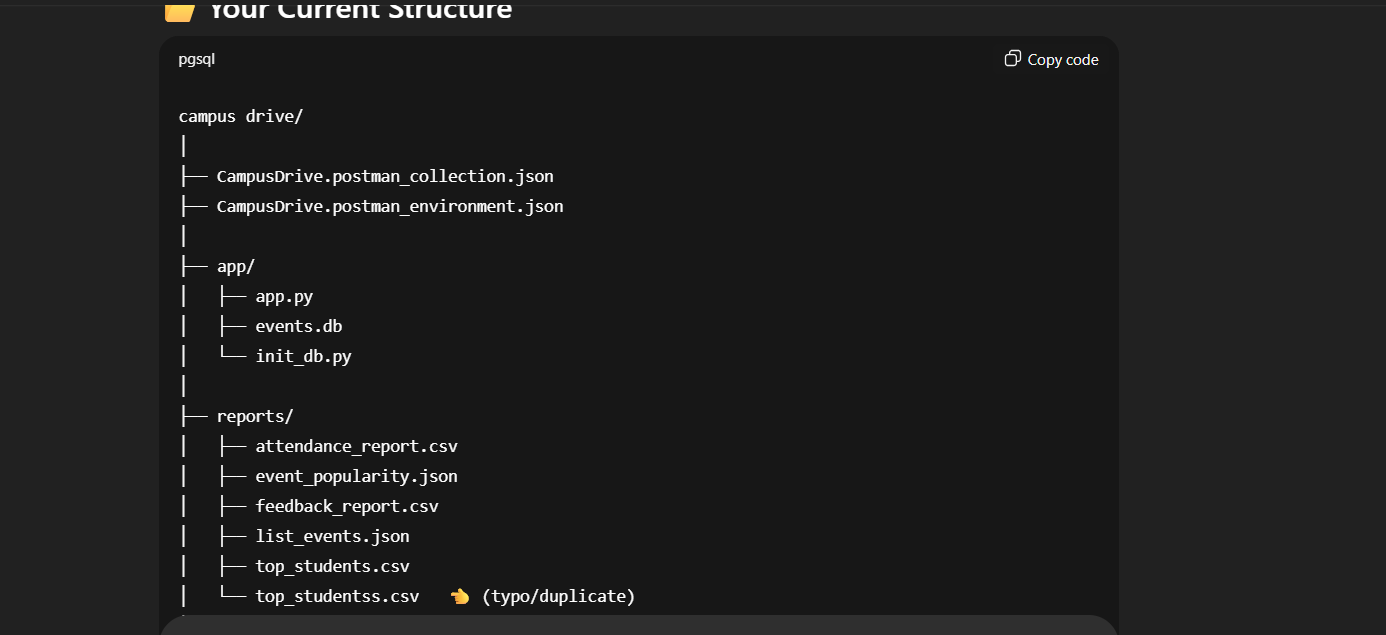 Your Current Structure
pgsql
Copy code
campus drive/
│
├── CampusDrive.postman_collection.json
├── CampusDrive.postman_environment.json
│
├── app/
│   ├── app.py
│   ├── events.db
│   └── init_db.py
│
├── reports/
│   ├── attendance_report.csv
│   ├── event_popularity.json
│   ├── feedback_report.csv
│   ├── list_events.json
│   ├── top_students.csv
│   └── top_studentss.csv   👈 (typo/duplicate)